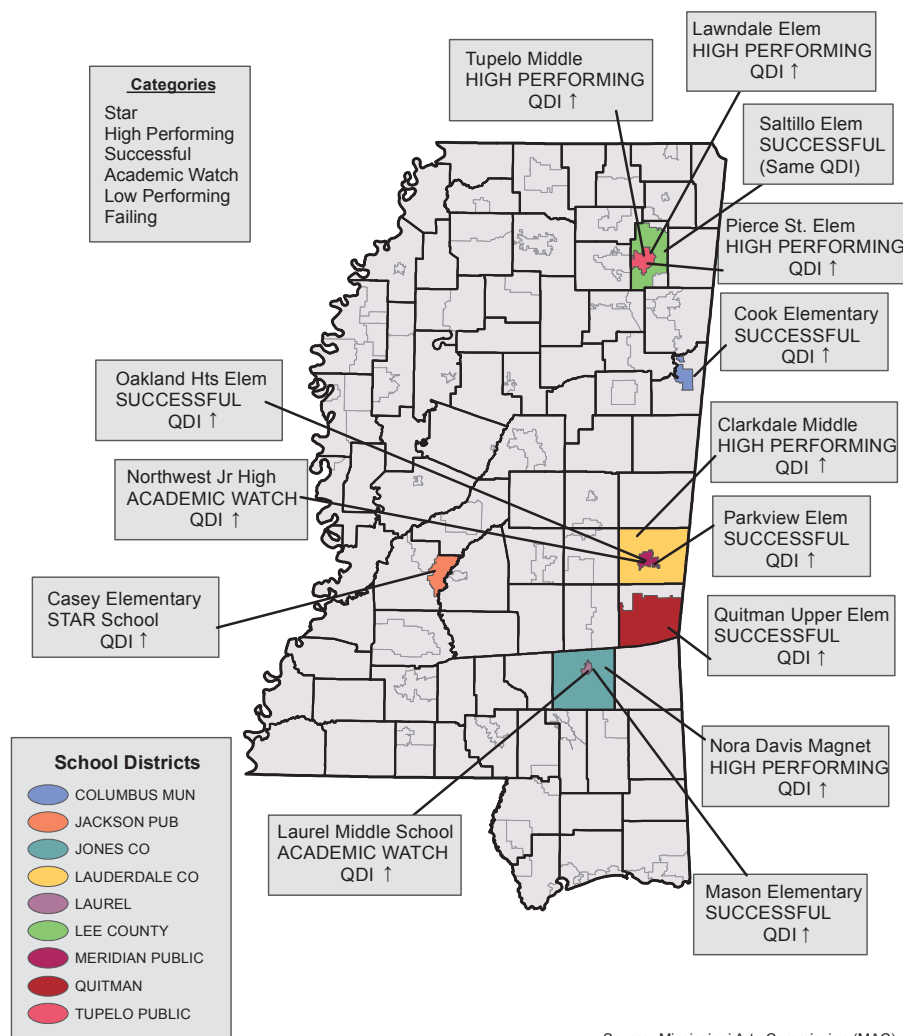 Lawndale Elem
HIGH PERFORMING
QDI ↑
Tupelo Middle
HIGH PERFORMING
QDI ↑
Categories
Star
High Performing
Successful
Academic Watch
Low Performing
Failing
Saltillo Elem
SUCCESSFUL
(Same QDI)
Pierce St. Elem
HIGH PERFORMING
QDI ↑
Cook Elementary
SUCCESSFUL
QDI ↑
Oakland Hts Elem
SUCCESSFUL
QDI ↑
Clarkdale Middle
HIGH PERFORMING
QDI ↑
Northwest Jr High
ACADEMIC WATCH
QDI ↑
Parkview Elem
SUCCESSFUL
QDI ↑
Casey Elementary
STAR School
QDI ↑
Quitman Upper Elem
SUCCESSFUL
QDI ↑
Nora Davis Magnet
HIGH PERFORMING
QDI ↑
School Districts
COLUMBUS MUN
JACKSON PUB
JONES CO
LAUDERDALE CO
LAUREL
LEE COUNTY
MERIDIAN PUBLIC
QUITMAN
TUPELO PUBLIC
Laurel Middle School
ACADEMIC WATCH
QDI ↑
Mason Elementary
SUCCESSFUL
QDI ↑